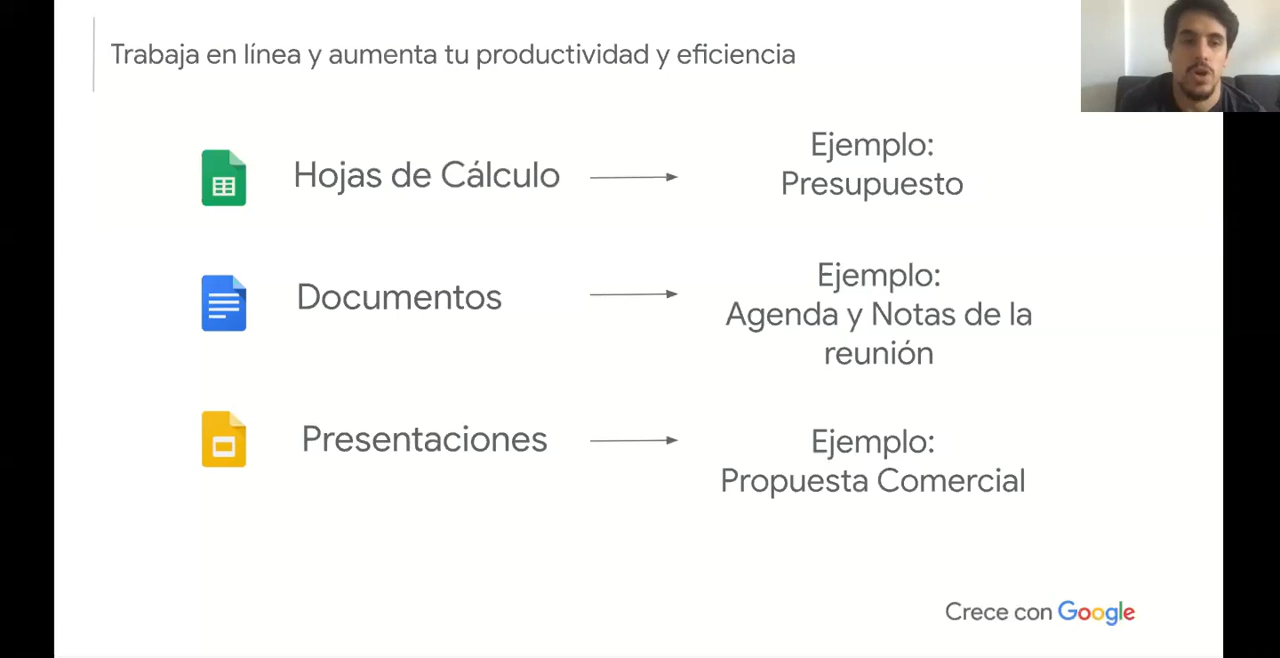 Trabaja en línea y aumenta tu productividad y eficiencia
Hojas de Cálculo
Ejemplo:
Presupuesto
Documentos
Ejemplo:
Agenda y Notas de la
reunión
Presentaciones
Ejemplo:
Propuesta Comercial
Crece con Google